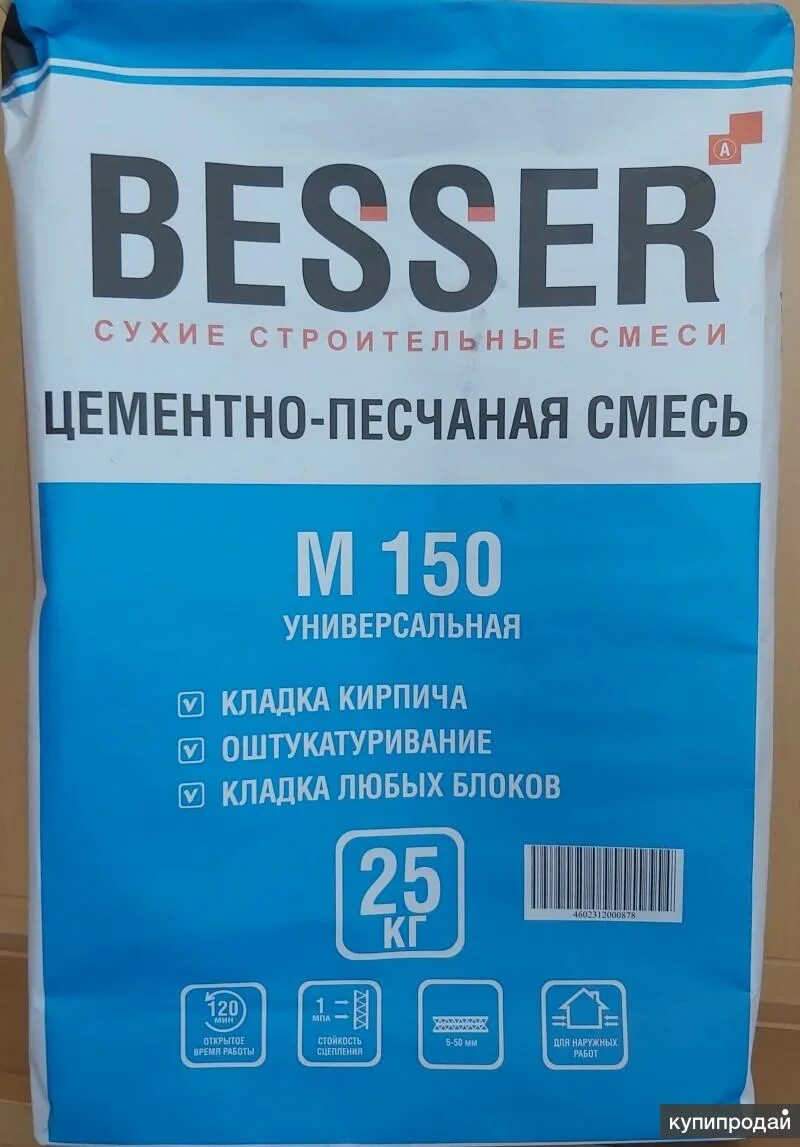 А
BESSER
СУХИЕ СТРОИТЕЛЬНЫЕ СМЕСИ
ЦЕМЕНТНО-ПЕСЧАНАЯ СМЕСЬ
М 150
УНИВЕРСАЛЬНАЯ
КЛАДКА КИРПИЧА
ОШТУКАТУРИВАНИЕ
КЛАДКА ЛЮБЫХ БЛОКОВ
25
КГ
4602312000878
120
МИН
ОТКРЫТОЕ
ВРЕМЯ РАБОТЫ
1
МПА
СТОЙКОСТЬ
СЦЕПЛЕНИЯ
5-50 мм
ДЛЯ НАРУЖНЫХ
РАБОТ
купипродай